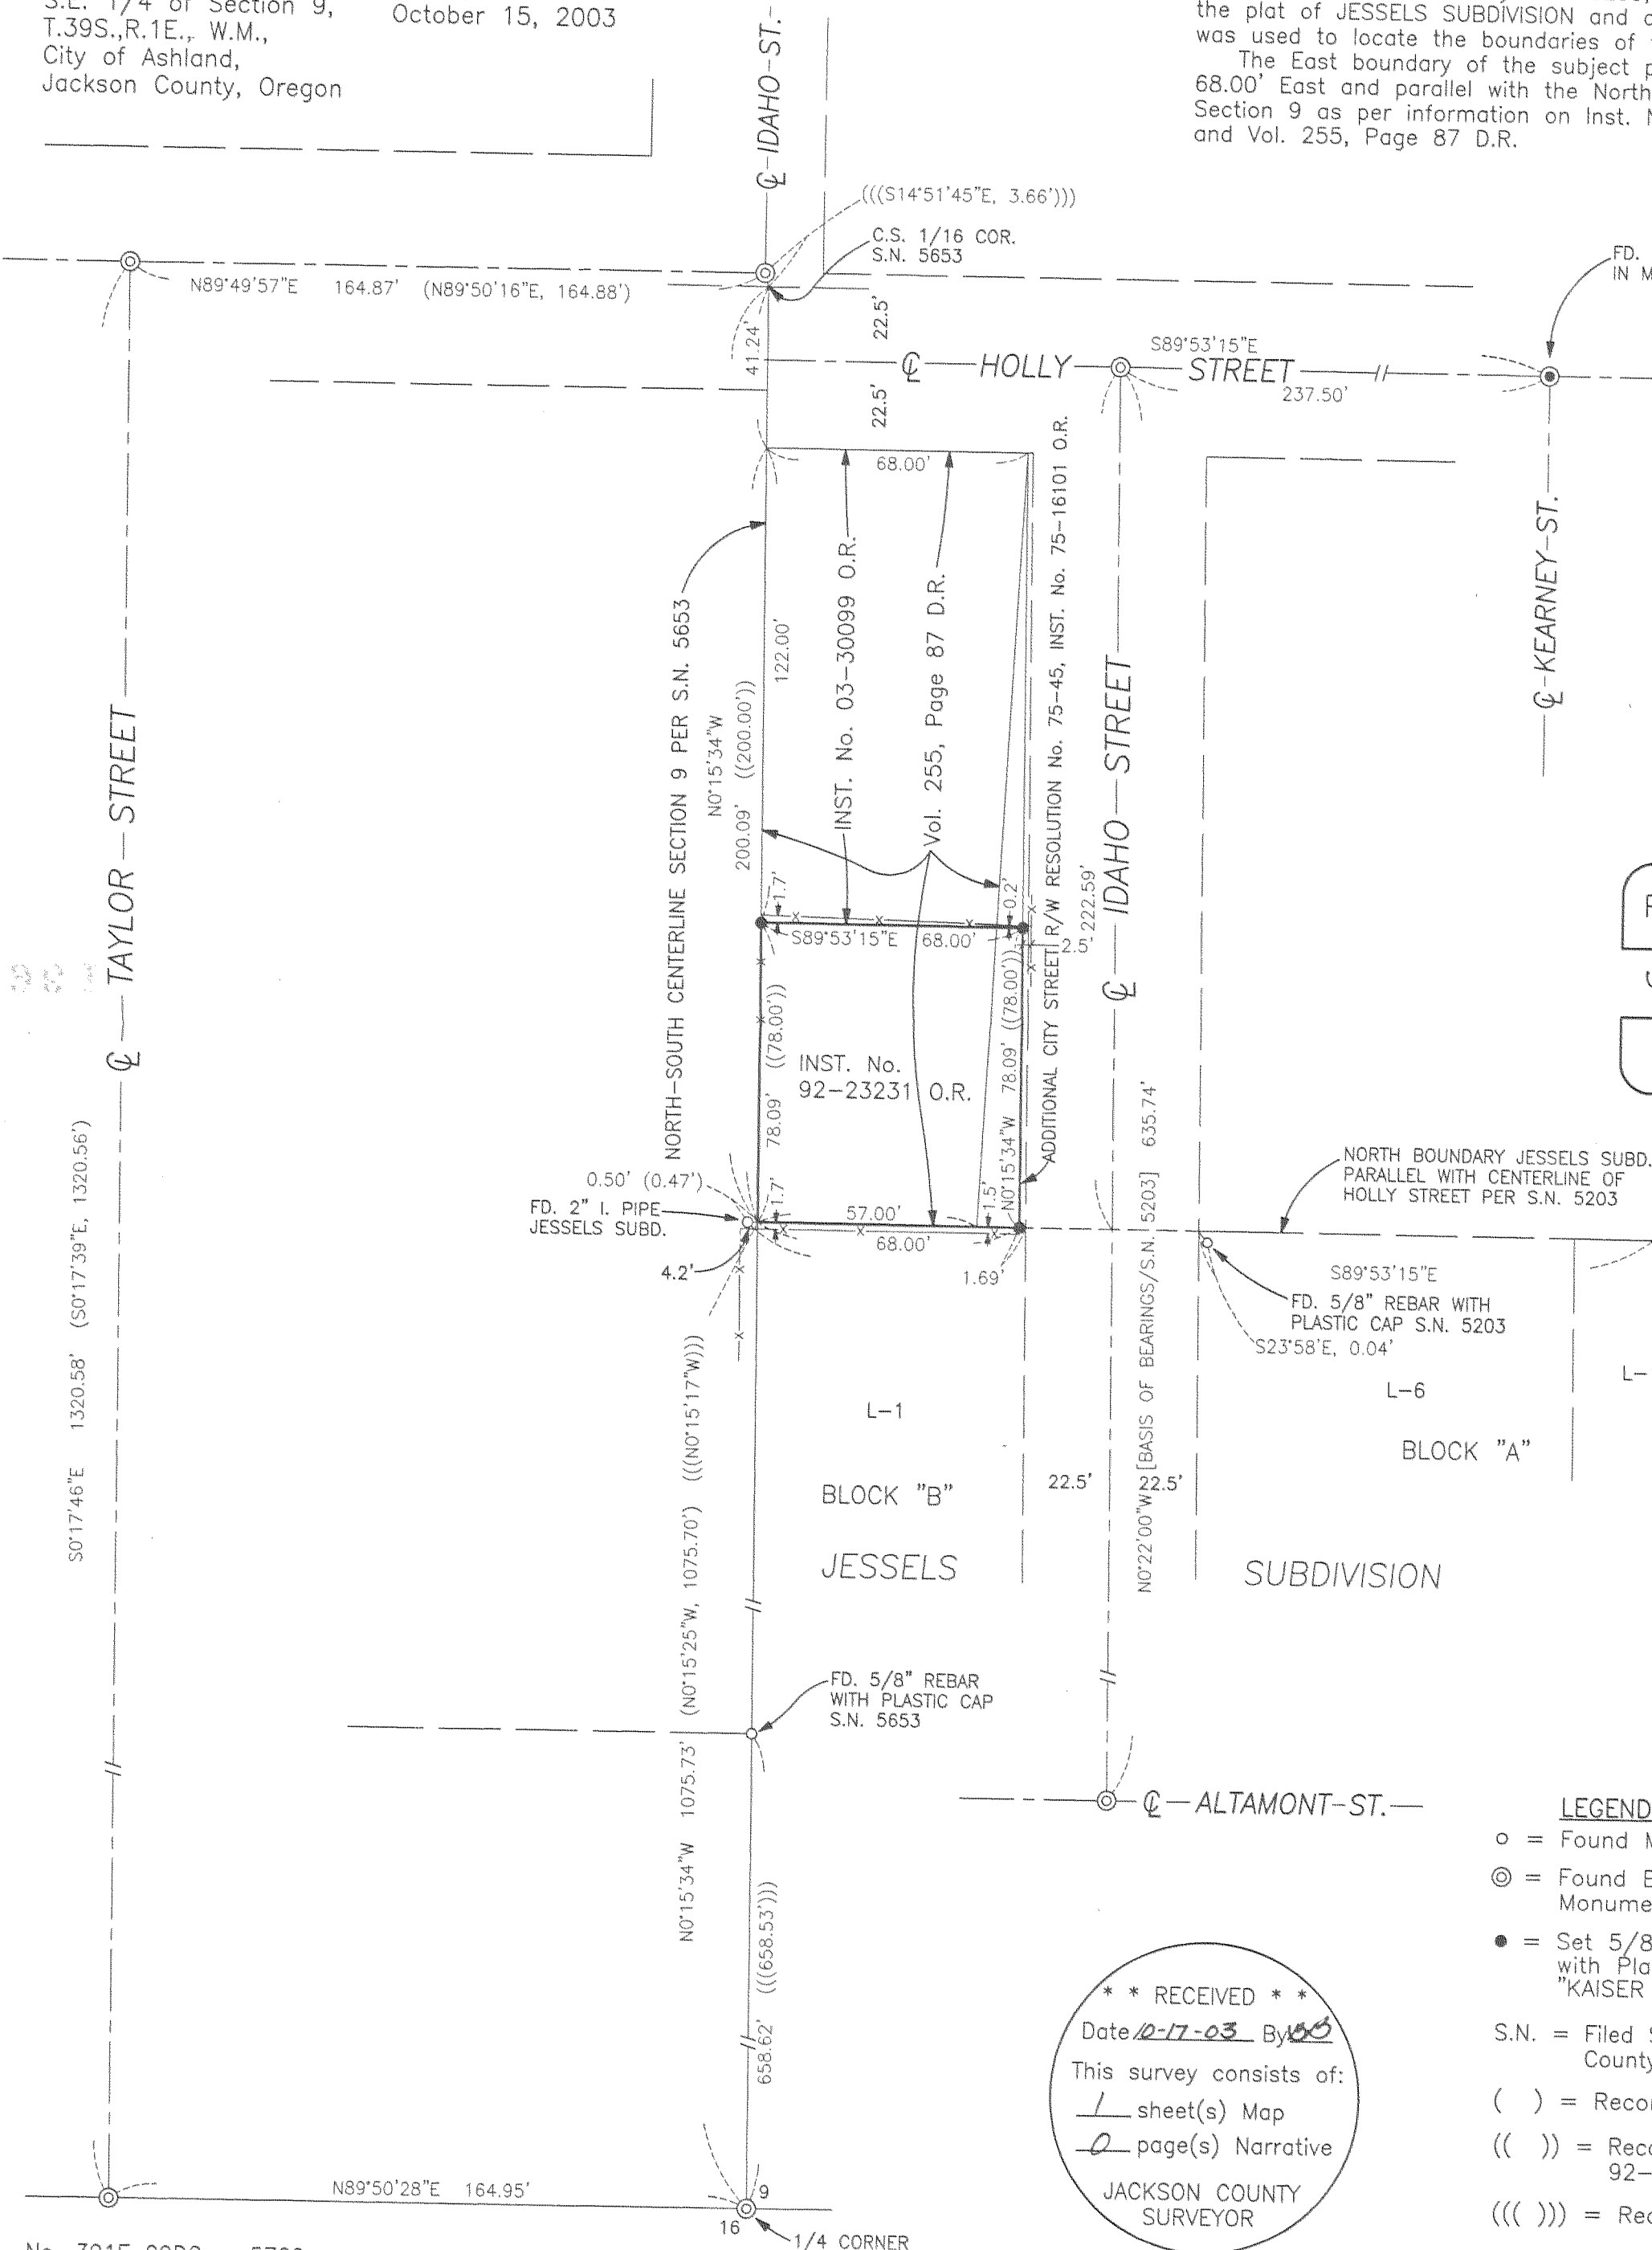 S.E. 1/4 of Section 9,
T.39S.,R.1E., W.M.,
City of Ashland,
Jackson County, Oregon
October 15, 2003
the plat of JESSELS SUBDIVISION and
was used to locate the boundaries of
The East boundary of the subject
68.00' East and parallel with the North
Section 9 as per information on Inst.
and Vol. 255, Page 87 D.R.
℄ IDAHO ST.
(((S14°51'45"E, 3.66')))
C.S. 1/16 COR.
S.N. 5653
FD.
IN
N89°49'57"E 164.87' (N89°50'16"E, 164.88')
41.24'
22.5'
22.5'
℄ HOLLY STREET
S89°53'15"E
237.50'
68.00'
℄ KEARNEY ST.
℄ TAYLOR STREET
NORTH-SOUTH CENTERLINE SECTION 9 PER S.N. 5653
N0°15'34"W
200.09' ((200.00'))
122.00'
INST. No. 03-30099 O.R.
Vol. 255, Page 87 D.R.
ADDITIONAL CITY STREET R/W RESOLUTION No. 75-45, INST. No. 75-16101 O.R.
℄ IDAHO STREET
222.59'
1.7'
0.2'
S89°53'15"E 68.00'
2.5'
78.09' ((78.00'))
INST. No.
92-23231 O.R.
N0°15'34"W 78.09' ((78.00'))
N0°22'00"W [BASIS OF BEARINGS/S.N. 5203] 635.74'
NORTH BOUNDARY JESSELS SUBD.
PARALLEL WITH CENTERLINE OF
HOLLY STREET PER S.N. 5203
0.50' (0.47')
FD. 2" I. PIPE
JESSELS SUBD.
1.7'
57.00'
68.00'
1.5'
4.2'
1.69'
S89°53'15"E
FD. 5/8" REBAR WITH
PLASTIC CAP S.N. 5203
S23°58'E, 0.04'
S0°17'46"E 1320.58' (S0°17'39"E, 1320.56')
L-1
L-6
L-
BLOCK "A"
BLOCK "B"
22.5'
22.5'
JESSELS SUBDIVISION
N0°15'34"W 1075.73' (N0°15'25"W, 1075.70') (((N0°15'17"W)))
FD. 5/8" REBAR
WITH PLASTIC CAP
S.N. 5653
℄ ALTAMONT ST.
658.62' (((658.53')))
LEGEND
○ = Found
◎ = Found
● = Set 5/8
with
"KAISER
S.N. = Filed
County
( ) =
(( )) =
92-
((( ))) =
* * RECEIVED * *
Date 10-17-03 By
This survey consists of:
1 sheet(s) Map
0 page(s) Narrative
JACKSON COUNTY
SURVEYOR
N89°50'28"E 164.95'
9
16
1/4 CORNER